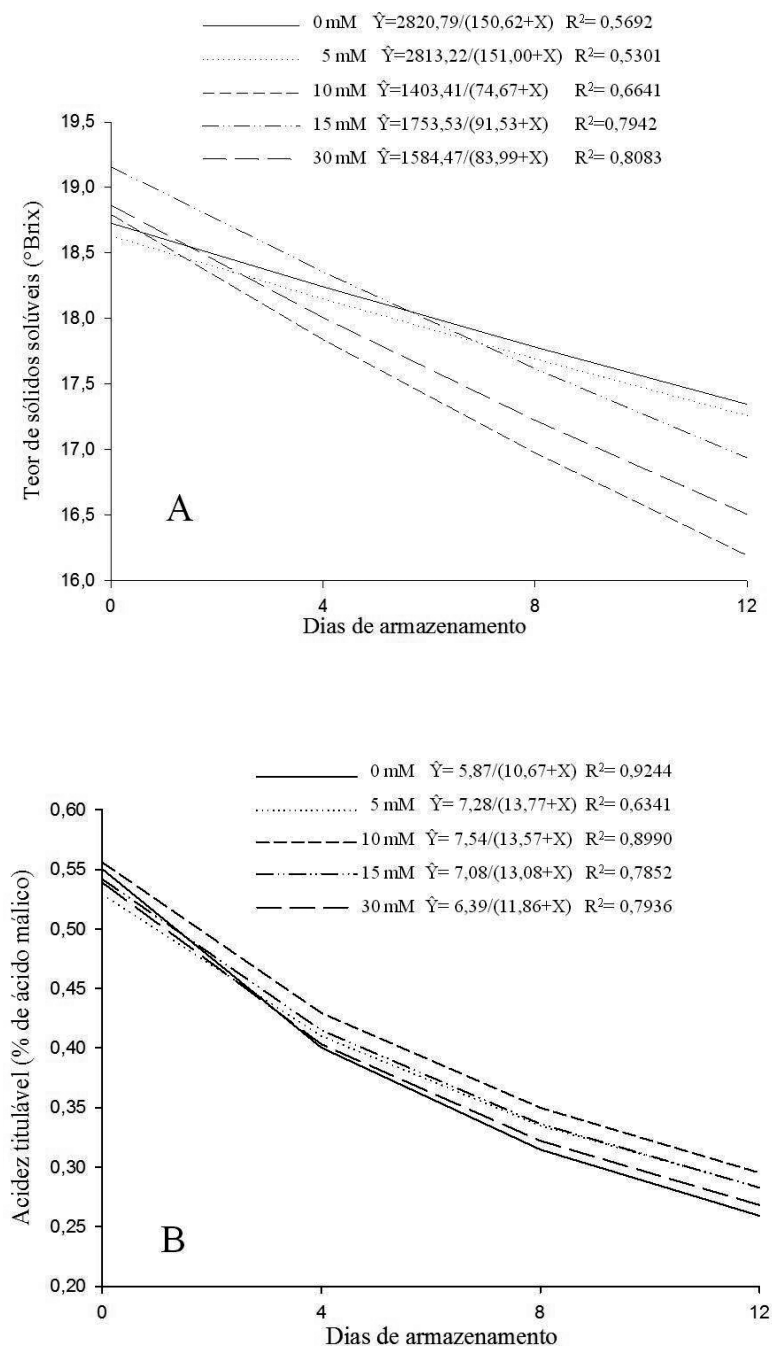 0 mM Ŷ=2820,79/(150,62+X) R²= 0,5692
5 mM Ŷ=2813,22/(151,00+X) R²= 0,5301
10 mM Ŷ=1403,41/(74,67+X) R²= 0,6641
15 mM Ŷ=1753,53/(91,53+X) R²=0,7942
30 mM Ŷ=1584,47/(83,99+X) R²= 0,8083
Teor de sólidos solúveis (°Brix)
19,5
19,0
18,5
18,0
17,5
17,0
16,5
16,0
A
0 4 8 12
Dias de armazenamento
0 mM Ŷ= 5,87/(10,67+X) R²= 0,9244
5 mM Ŷ= 7,28/(13,77+X) R²= 0,6341
10 mM Ŷ= 7,54/(13,57+X) R²= 0,8990
15 mM Ŷ= 7,08/(13,08+X) R²= 0,7852
30 mM Ŷ= 6,39/(11,86+X) R²= 0,7936
Acidez titulável (% de ácido málico)
0,60
0,55
0,50
0,45
0,40
0,35
0,30
0,25
0,20
B
0 4 8 12
Dias de armazenamento